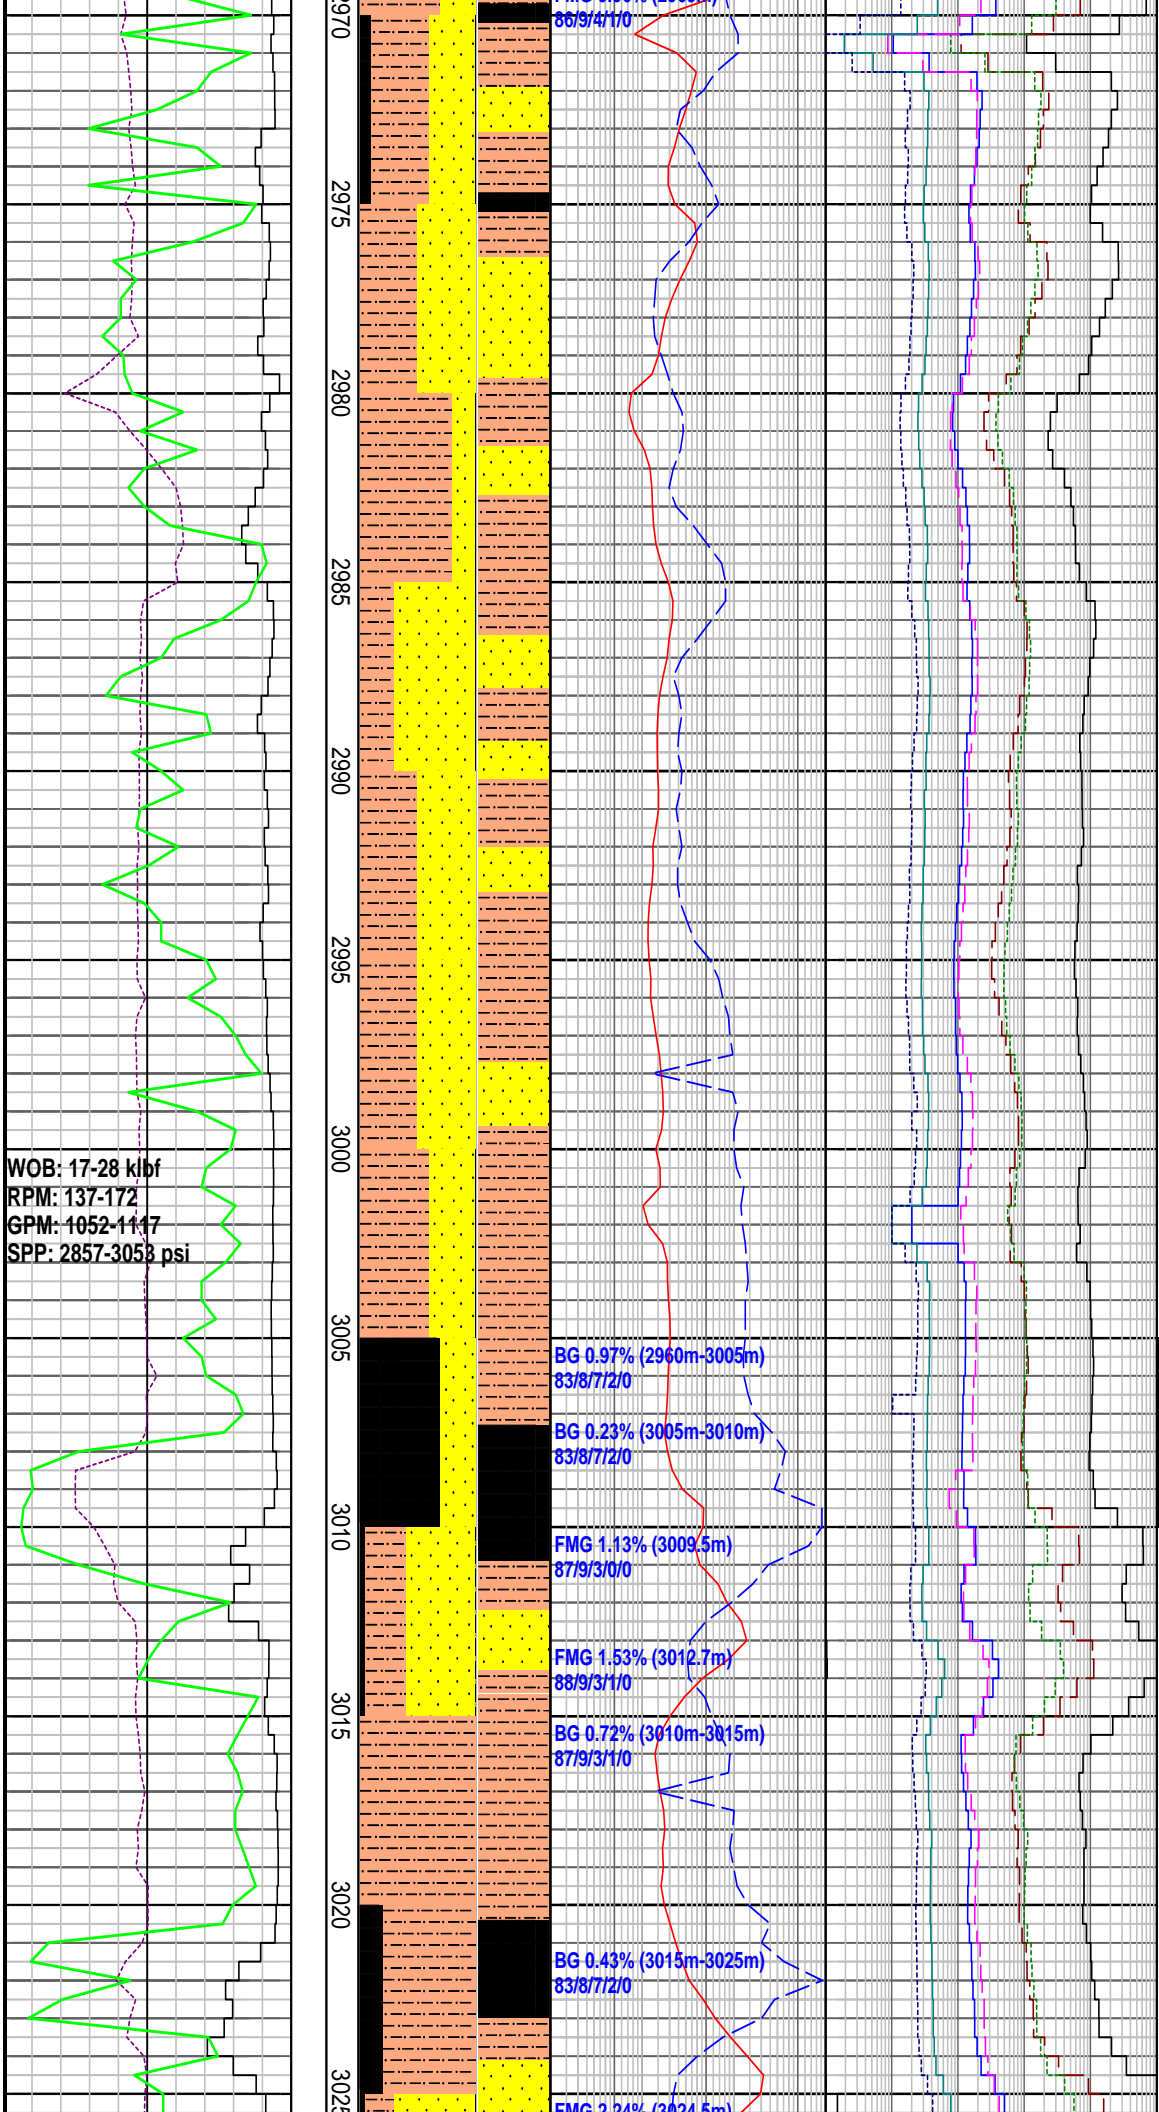 2970
86/9/4/1/0
2975
2980
2985
2990
2995
3000
WOB: 17-28 klbf
RPM: 137-172
GPM: 1052-1117
SPP: 2857-3053 psi
3005
BG 0.97% (2960m-3005m)
83/8/7/2/0
BG 0.23% (3005m-3010m)
83/8/7/2/0
3010
FMG 1.13% (3009.5m)
87/9/3/0/0
FMG 1.53% (3012.7m)
88/9/3/1/0
3015
BG 0.72% (3010m-3015m)
87/9/3/1/0
3020
BG 0.43% (3015m-3025m)
83/8/7/2/0
3025
FMG 2.24% (3024.5m)